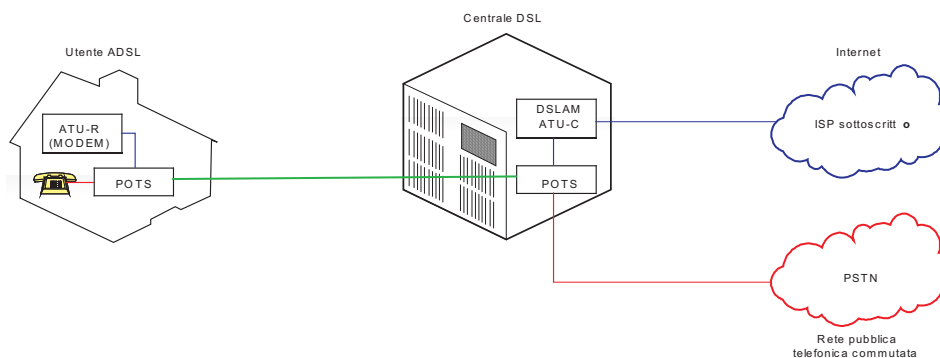 Centrale DSL
Utente ADSL
Internet
ATU-R
(MODEM)
POTS
DSLAM
ATU-C
POTS
ISP sottoscritt o
PSTN
Rete pubblica
telefonica commutata